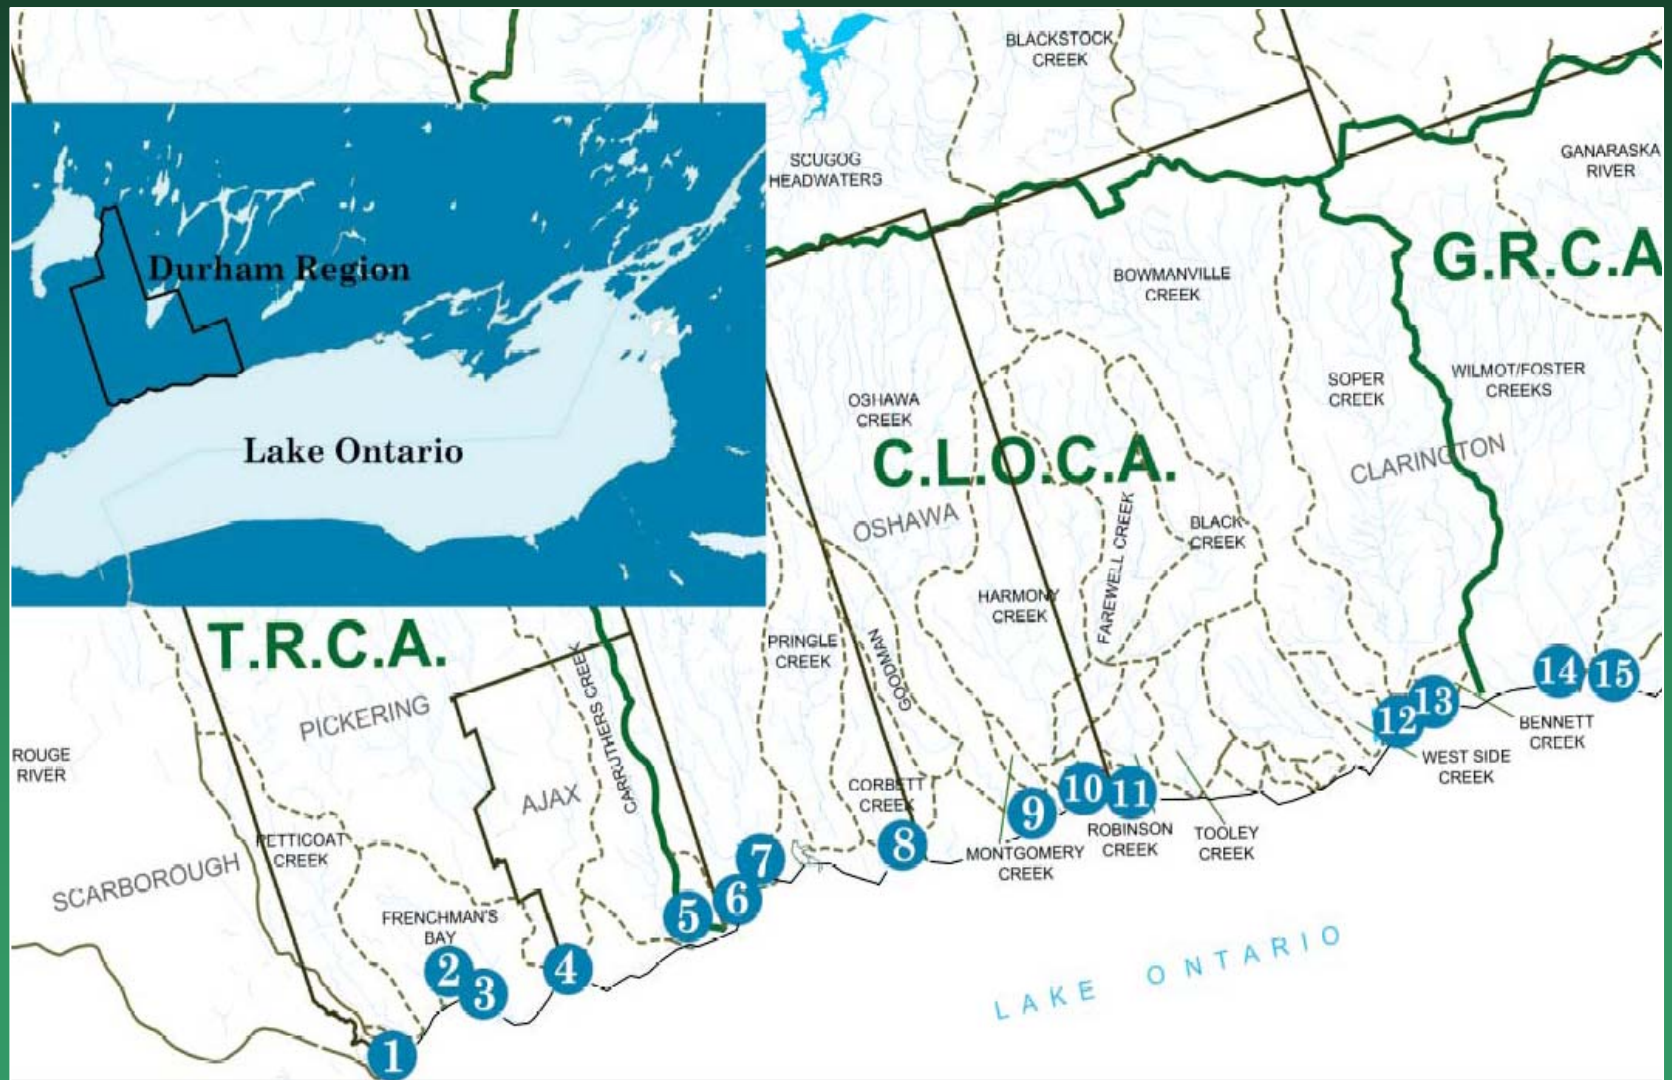 BLACKSTOCK
CREEK
SCUGOG
HEADWATERS
GANARASKA
RIVER
G.R.C.A
Durham Region
Lake Ontario
BOWMANVILLE
CREEK
OSHAWA
CREEK
SOPER
CREEK
WILMOT/FOSTER
CREEKS
C.L.O.C.A.
CLARINGTON
OSHAWA
FAREWELL CREEK
BLACK
CREEK
HARMONY
CREEK
T.R.C.A.
PRINGLE
CREEK
GOODMAN
CARRUTHERS CREEK
PICKERING
ROUGE
RIVER
AJAX
CORBETT
CREEK
PETTICOAT
CREEK
SCARBOROUGH
FRENCHMAN'S
BAY
1
2
3
4
5
6
7
8
9
10
11
12
13
14
15
MONTGOMERY
CREEK
ROBINSON
CREEK
TOOLEY
CREEK
WEST SIDE
CREEK
BENNETT
CREEK
LAKE ONTARIO